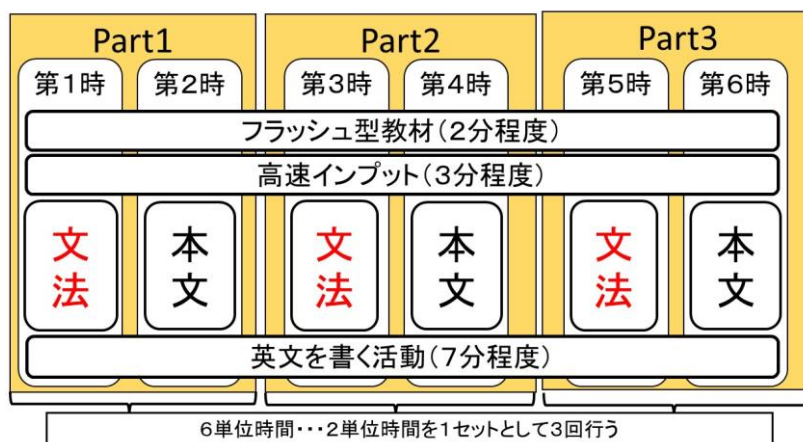 Part1
Part2
Part3
第1時
第2時
第3時
第4時
第5時
第6時
フラッシュ型教材(2分程度)
高速インプット(3分程度)
文法
本文
文法
本文
文法
本文
英文を書く活動(7分程度)
6単位時間・・・2単位時間を1セットとして3回行う